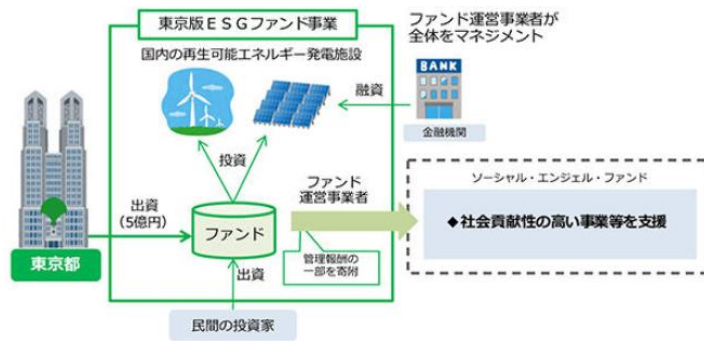 東京版ESGファンド事業
ファンド運営事業者が
全体をマネジメント
国内の再生可能エネルギー発電施設
BANK
融資
金融機関
投資
ファンド
運営事業者
ソーシャル・エンジェル・ファンド
◆社会貢献性の高い事業等を支援
出資
(5億円)
ファンド
管理報酬の
一部を寄附
東京都
出資
民間の投資家